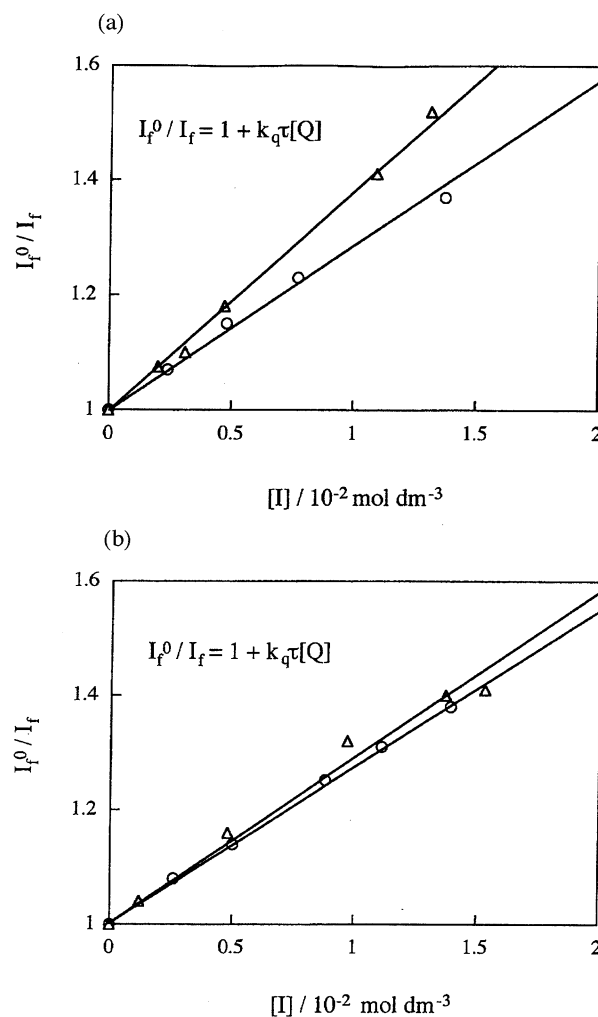 (a)
1.6
I_f^0 / I_f = 1 + k_qτ[Q]
1.4
I_f^0 / I_f
1.2
1
0 0.5 1 1.5 2
[I] / 10^-2 mol dm^-3
(b)
1.6
I_f^0 / I_f = 1 + k_qτ[Q]
1.4
I_f^0 / I_f
1.2
1
0 0.5 1 1.5 2
[I] / 10^-2 mol dm^-3